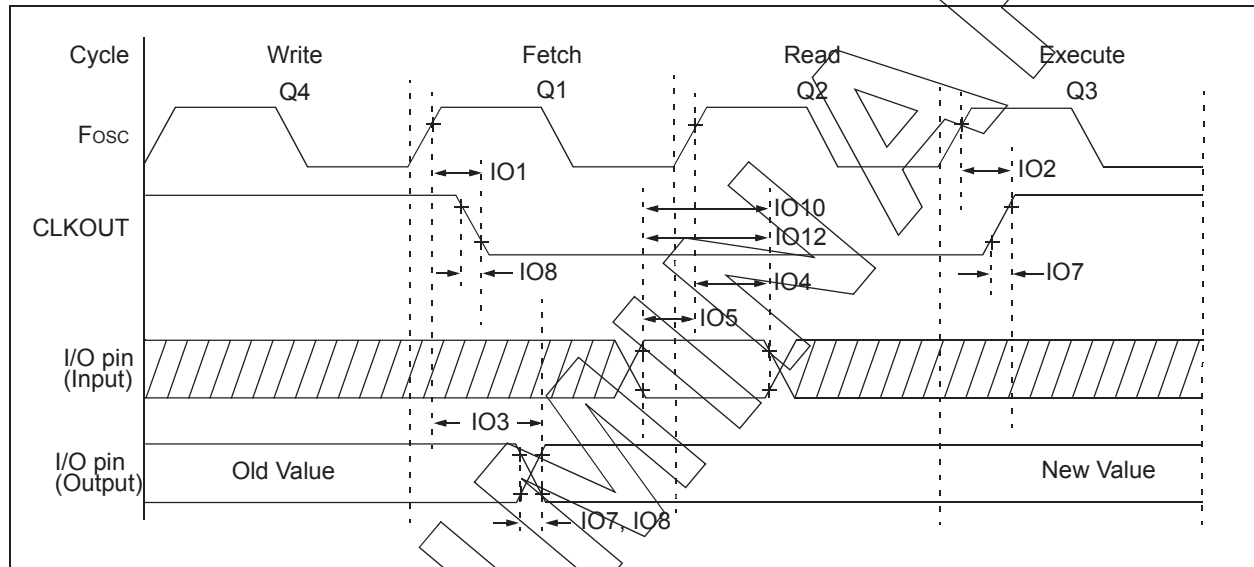 Cycle Write Fetch Read Execute
Q4 Q1 Q2 Q3
FOSC
IO1 IO2
IO10
CLKOUT
IO12
IO8 IO4 IO7
IO5
I/O pin
(Input)
IO3
I/O pin
(Output)
Old Value New Value
IO7, IO8